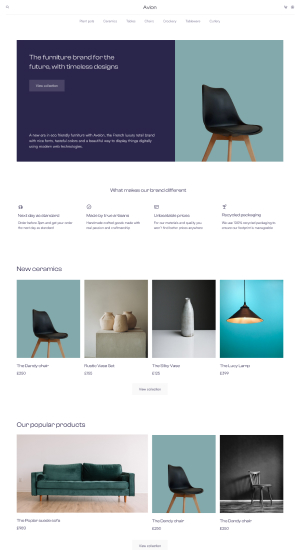 Avion
Plant pots
Ceramics
Tables
Chairs
Crockery
Tableware
Cutlery
The furniture brand for the
future, with timeless designs
View collection
A new era in eco friendly furniture with Avelon, the French luxury retail brand
with nice fonts, tasteful colors and a beautiful way to display things digitally
using modern web technologies.
What makes our brand different
Next day as standard
Order before 3pm and get your order
the next day as standard
Made by true artisans
Handmade crafted goods made with
real passion and craftmanship
Unbeatable prices
For our materials and quality you
won't find better prices anywhere
Recycled packaging
We use 100% recycled packaging to
ensure our footprint is manageable
New ceramics
The Dandy chair
£250
Rustic Vase Set
£155
The Silky Vase
£125
The Lucy Lamp
£399
View collection
Our popular products
The Poplar suede sofa
£980
The Dandy chair
£250
The Dandy chair
£250
View collection